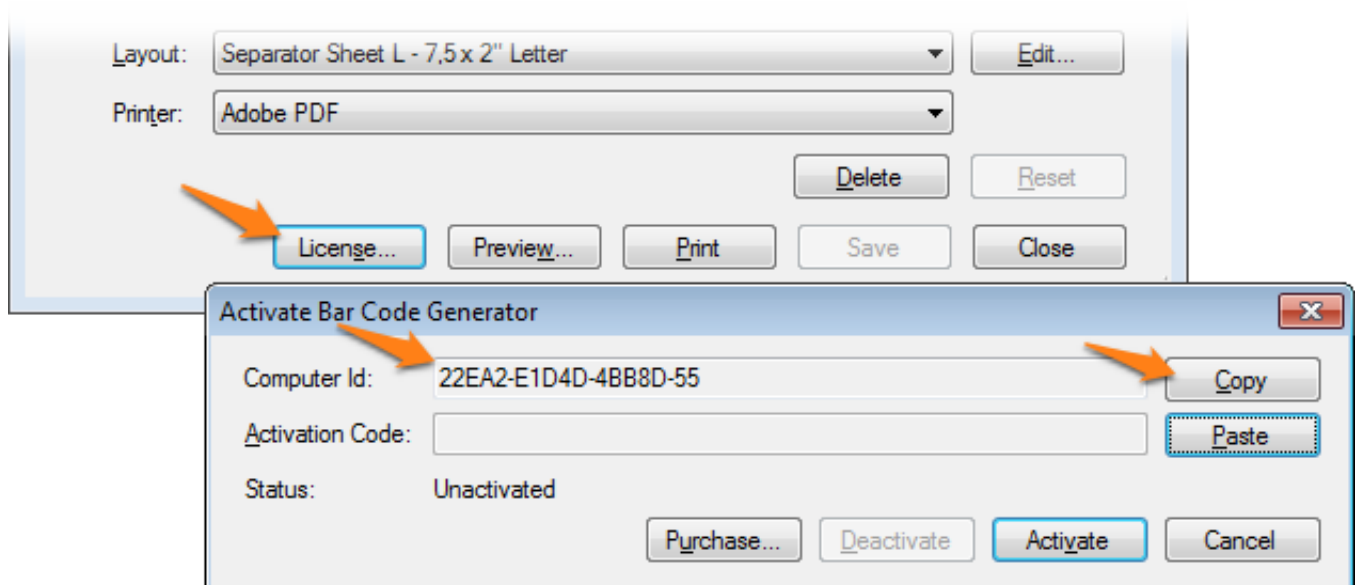 Layout: Separator Sheet L - 7,5 x 2" Letter Edit...
Printer: Adobe PDF
Delete Reset
License... Preview... Print Save Close
Activate Bar Code Generator
Computer Id: 22EA2-E1D4D-4BB8D-55 Copy
Activation Code: Paste
Status: Unactivated
Purchase... Deactivate Activate Cancel